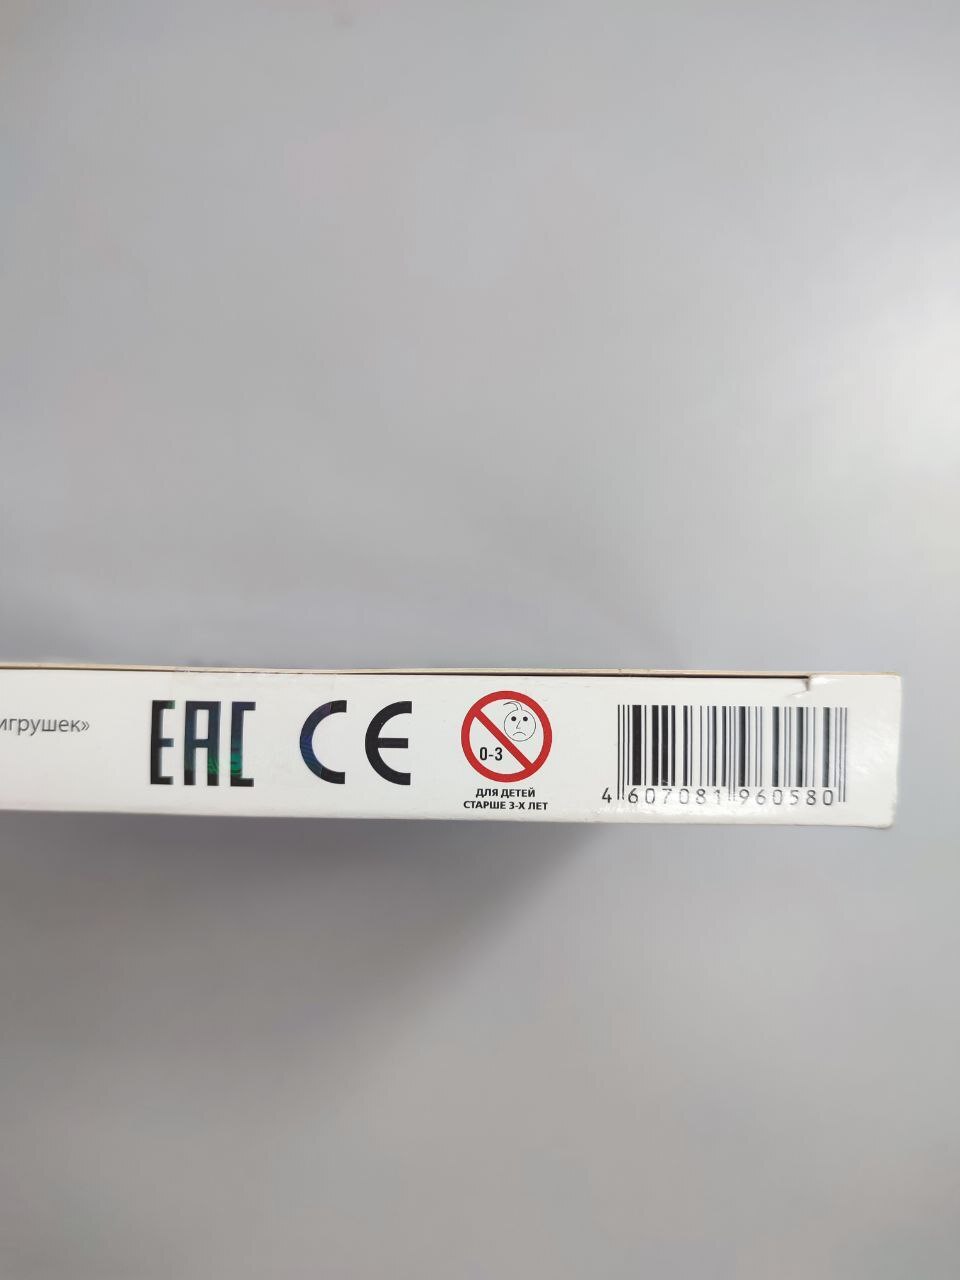 игрушек»
EAC CE
0-3
ДЛЯ ДЕТЕЙ
СТАРШЕ 3-Х ЛЕТ
4 607081 960580